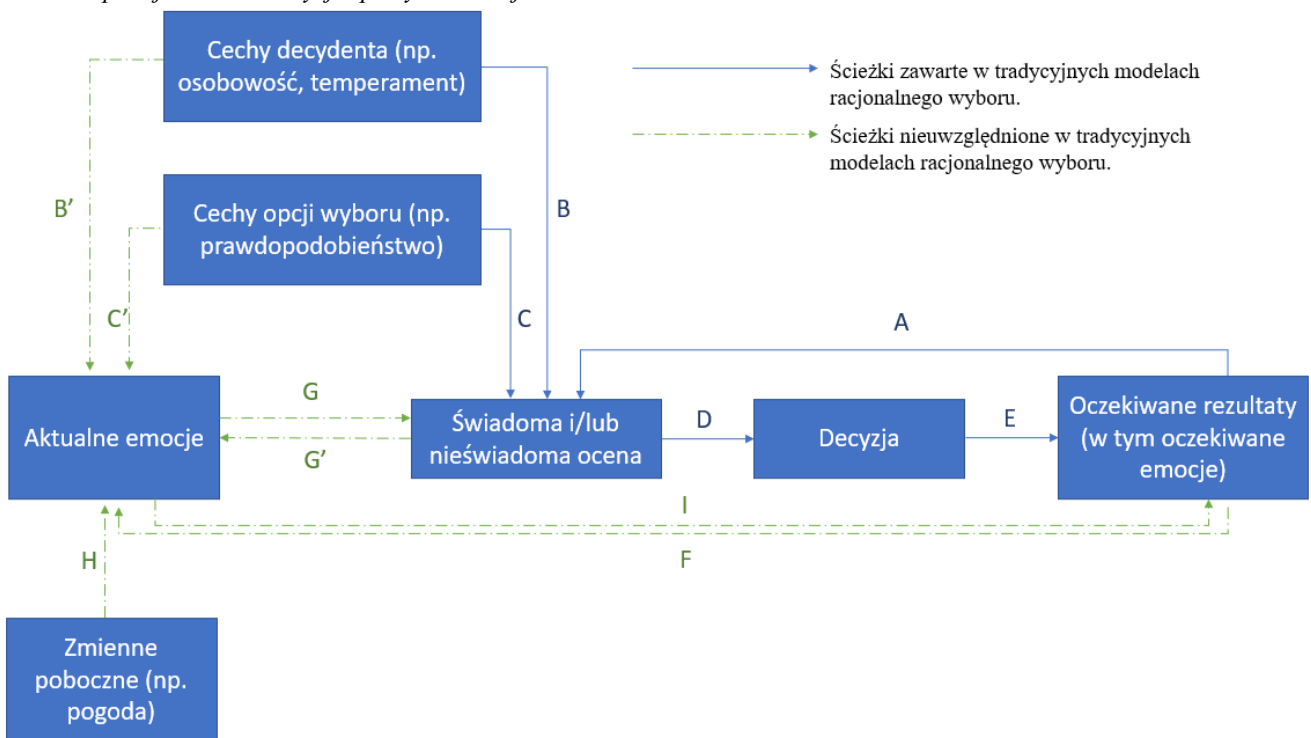 Cechy decydenta (np.
osobowość, temperament)
Ścieżki zawarte w tradycyjnych modelach
racjonalnego wyboru.
Ścieżki nieuwzględnione w tradycyjnych
modelach racjonalnego wyboru.
B’
Cechy opcji wyboru (np.
prawdopodobieństwo)
B
C’
C
A
Aktualne emocje
G
G’
Świadoma i/lub
nieświadoma ocena
D
Decyzja
E
Oczekiwane rezultaty
(w tym oczekiwane
emocje)
I
F
H
Zmienne
poboczne (np.
pogoda)